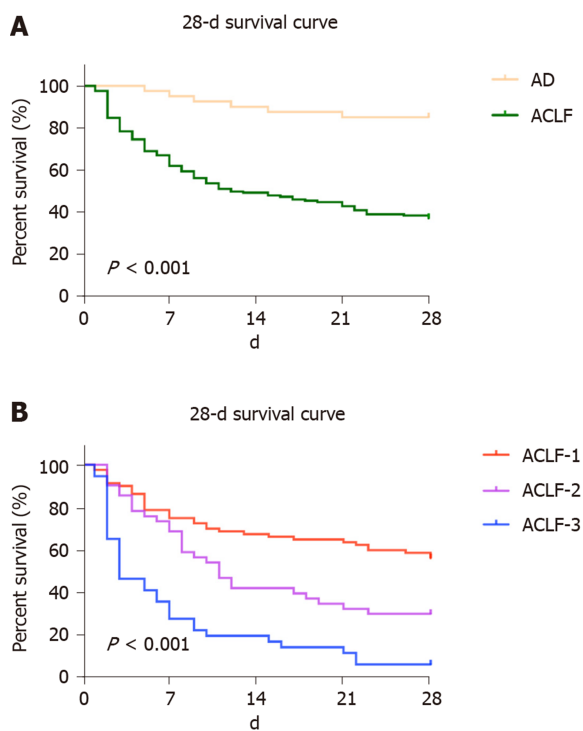 A
28-d survival curve
AD
ACLF
Percent survival (%)
100
80
60
40
20
0
P < 0.001
0 7 14 21 28
d
B
28-d survival curve
ACLF-1
ACLF-2
ACLF-3
Percent survival (%)
100
80
60
40
20
0
P < 0.001
0 7 14 21 28
d